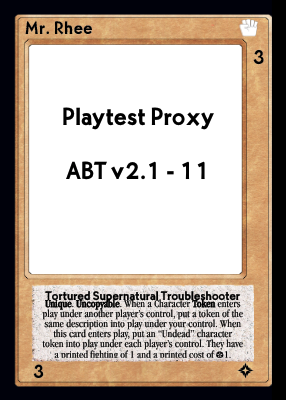 Mr. Rhee
3
Playtest Proxy
ABT v2.1 - 11
Tortured Supernatural Troubleshooter
Unique. Uncopyable. When a Character Token enters
play under another player's control, put a token of the
same description into play under your control. When
this card enters play, put an "Undead" character
token into play under each player's control. They have
a printed fighting of 1 and a printed cost of 1.
3